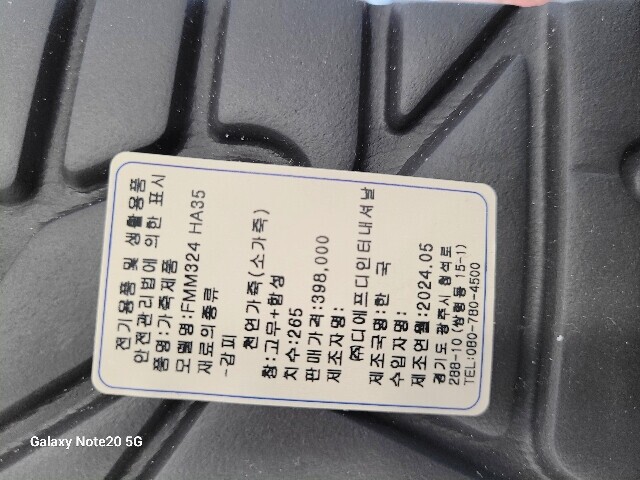 전기용품 및 생활용품
안전관리법에 의한 표시
품명:가죽제품
모델명:FMM324 HA35
재료의종류
-갑피
천연가죽(소가죽)
창:고무+합성
치수:265
판매가격:398,000
제조자명:
㈜디에프디인터내셔널
제조국명:한 국
수입자명:
제조연월:2024.05
경기도 광주시 현석로
288-10 (쌍령동 15-1)
TEL:080-780-4500
Galaxy Note20 5G